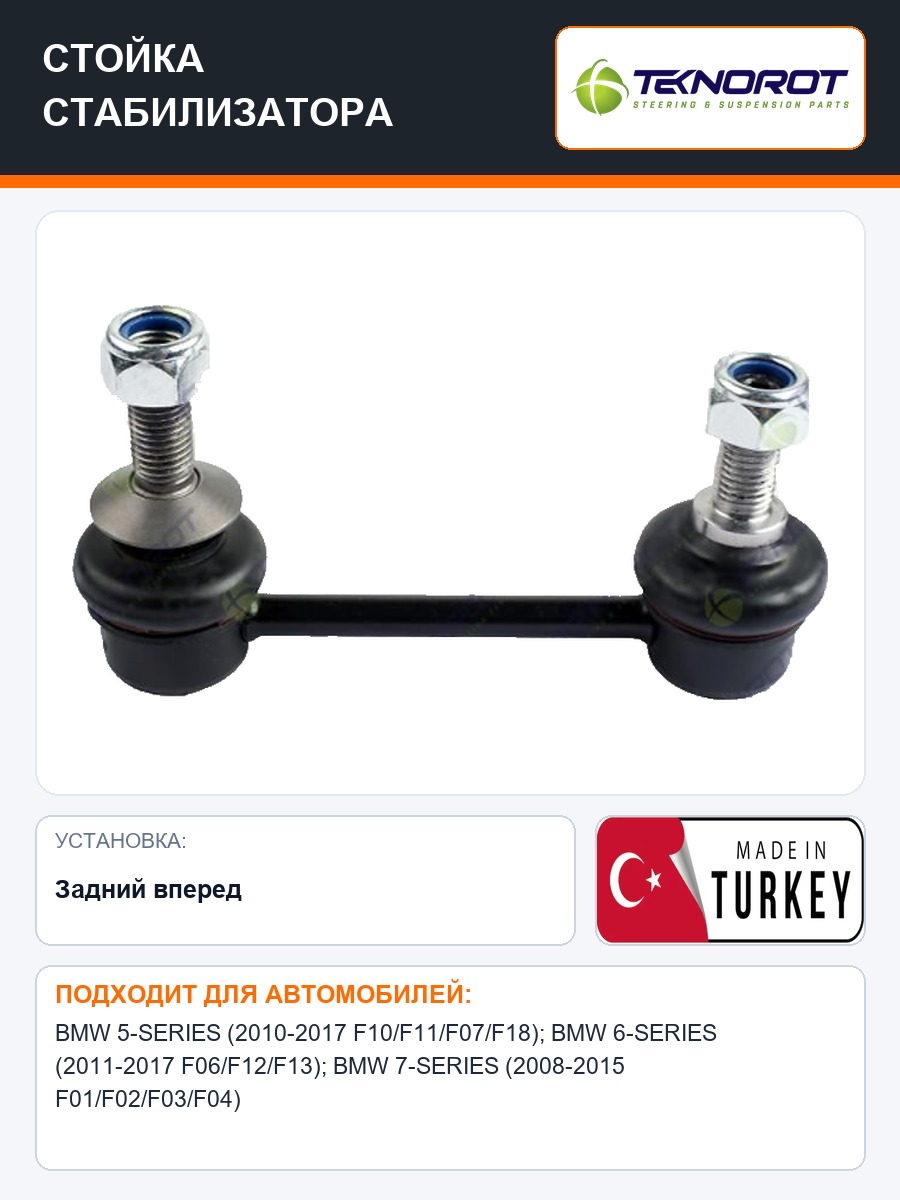 СТОЙКА
СТАБИЛИЗАТОРА
TEKNOROT
STEERING & SUSPENSION PARTS
УСТАНОВКА:
Задний вперед
MADE IN
TURKEY
ПОДХОДИТ ДЛЯ АВТОМОБИЛЕЙ:
BMW 5-SERIES (2010-2017 F10/F11/F07/F18); BMW 6-SERIES
(2011-2017 F06/F12/F13); BMW 7-SERIES (2008-2015
F01/F02/F03/F04)